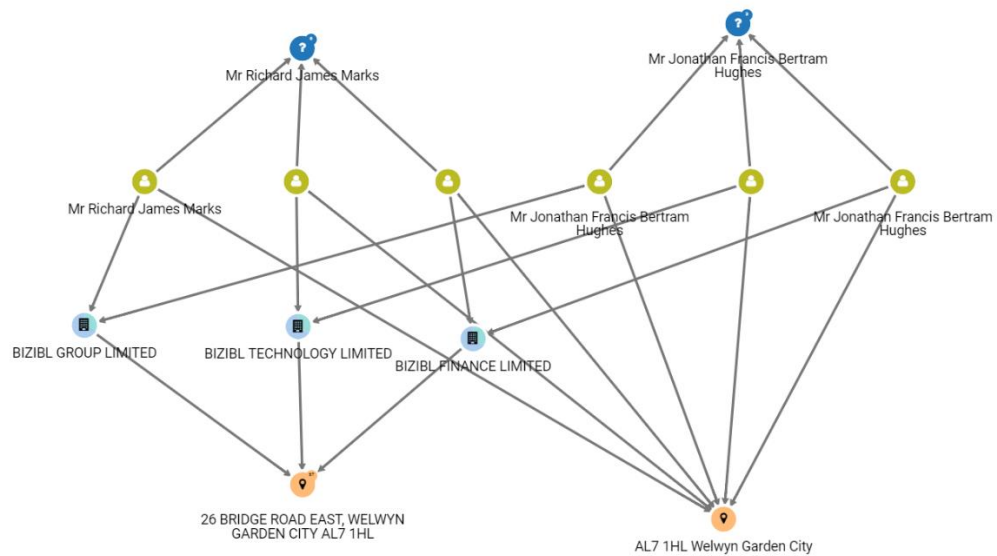 Mr Richard James Marks
Mr Jonathan Francis Bertram
Hughes
Mr Richard James Marks
Mr Jonathan Francis Bertram
Hughes
Mr Jonathan Francis Bertram
Hughes
BIZIBL GROUP LIMITED
BIZIBL TECHNOLOGY LIMITED
BIZIBL FINANCE LIMITED
26 BRIDGE ROAD EAST, WELWYN
GARDEN CITY AL7 1HL
AL7 1HL Welwyn Garden City